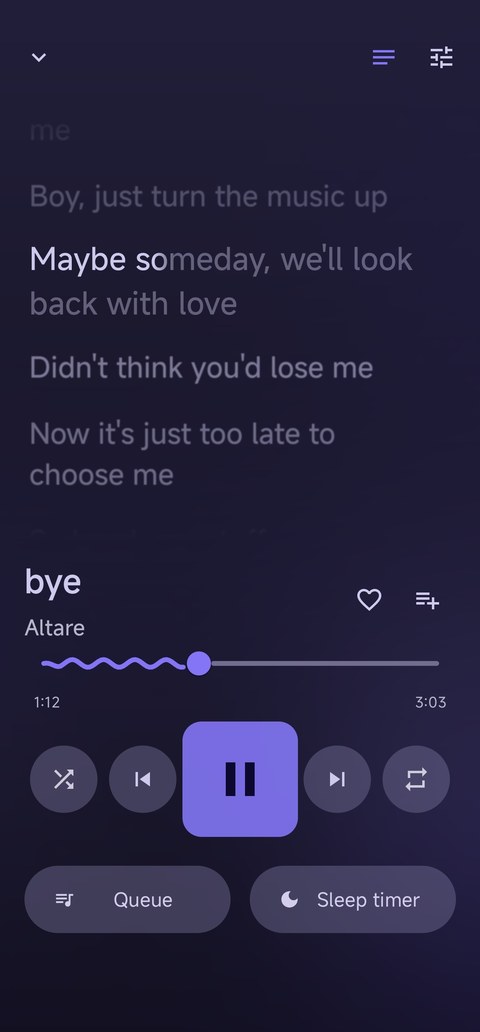 me
Boy, just turn the music up
Maybe someday, we'll look
back with love
Didn't think you'd lose me
Now it's just too late to
choose me
bye
Altare
1:12
3:03
Queue
Sleep timer